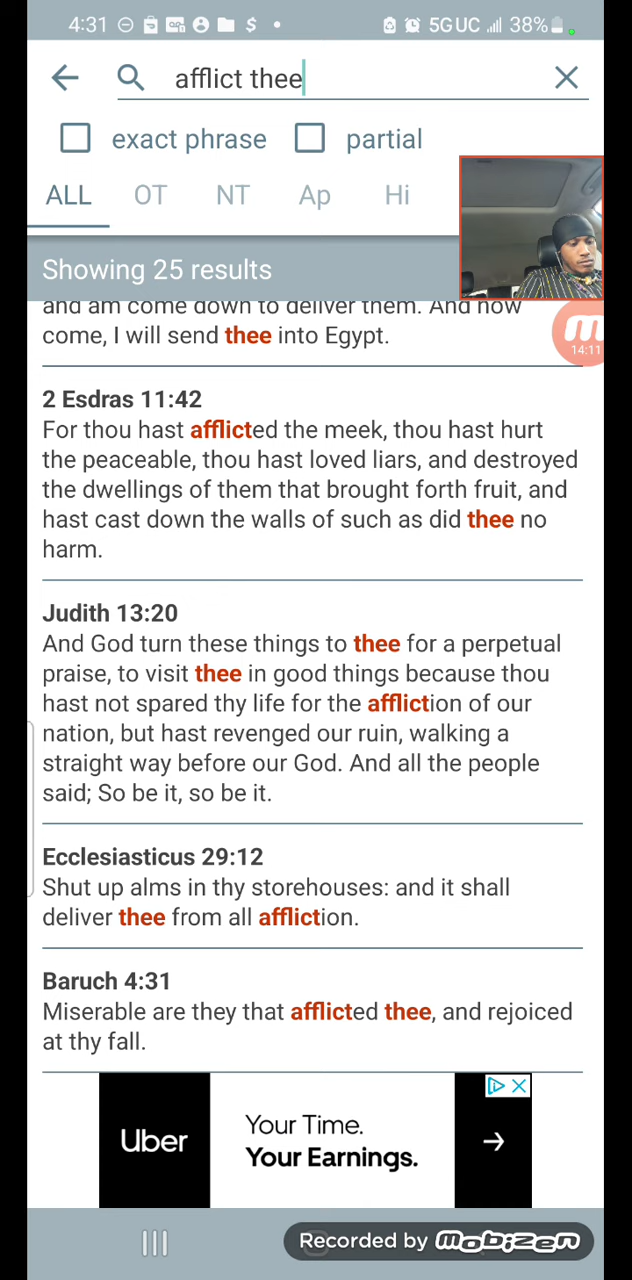 4:31 $ 5G UC 38%
afflict thee
exact phrase partial
ALL OT NT Ap Hi
Showing 25 results
and am come down to deliver them. And now
come, I will send thee into Egypt.
14:11
2 Esdras 11:42
For thou hast afflicted the meek, thou hast hurt
the peaceable, thou hast loved liars, and destroyed
the dwellings of them that brought forth fruit, and
hast cast down the walls of such as did thee no
harm.
Judith 13:20
And God turn these things to thee for a perpetual
praise, to visit thee in good things because thou
hast not spared thy life for the affliction of our
nation, but hast revenged our ruin, walking a
straight way before our God. And all the people
said; So be it, so be it.
Ecclesiasticus 29:12
Shut up alms in thy storehouses: and it shall
deliver thee from all affliction.
Baruch 4:31
Miserable are they that afflicted thee, and rejoiced
at thy fall.
Uber
Your Time.
Your Earnings.
Recorded by mobizen